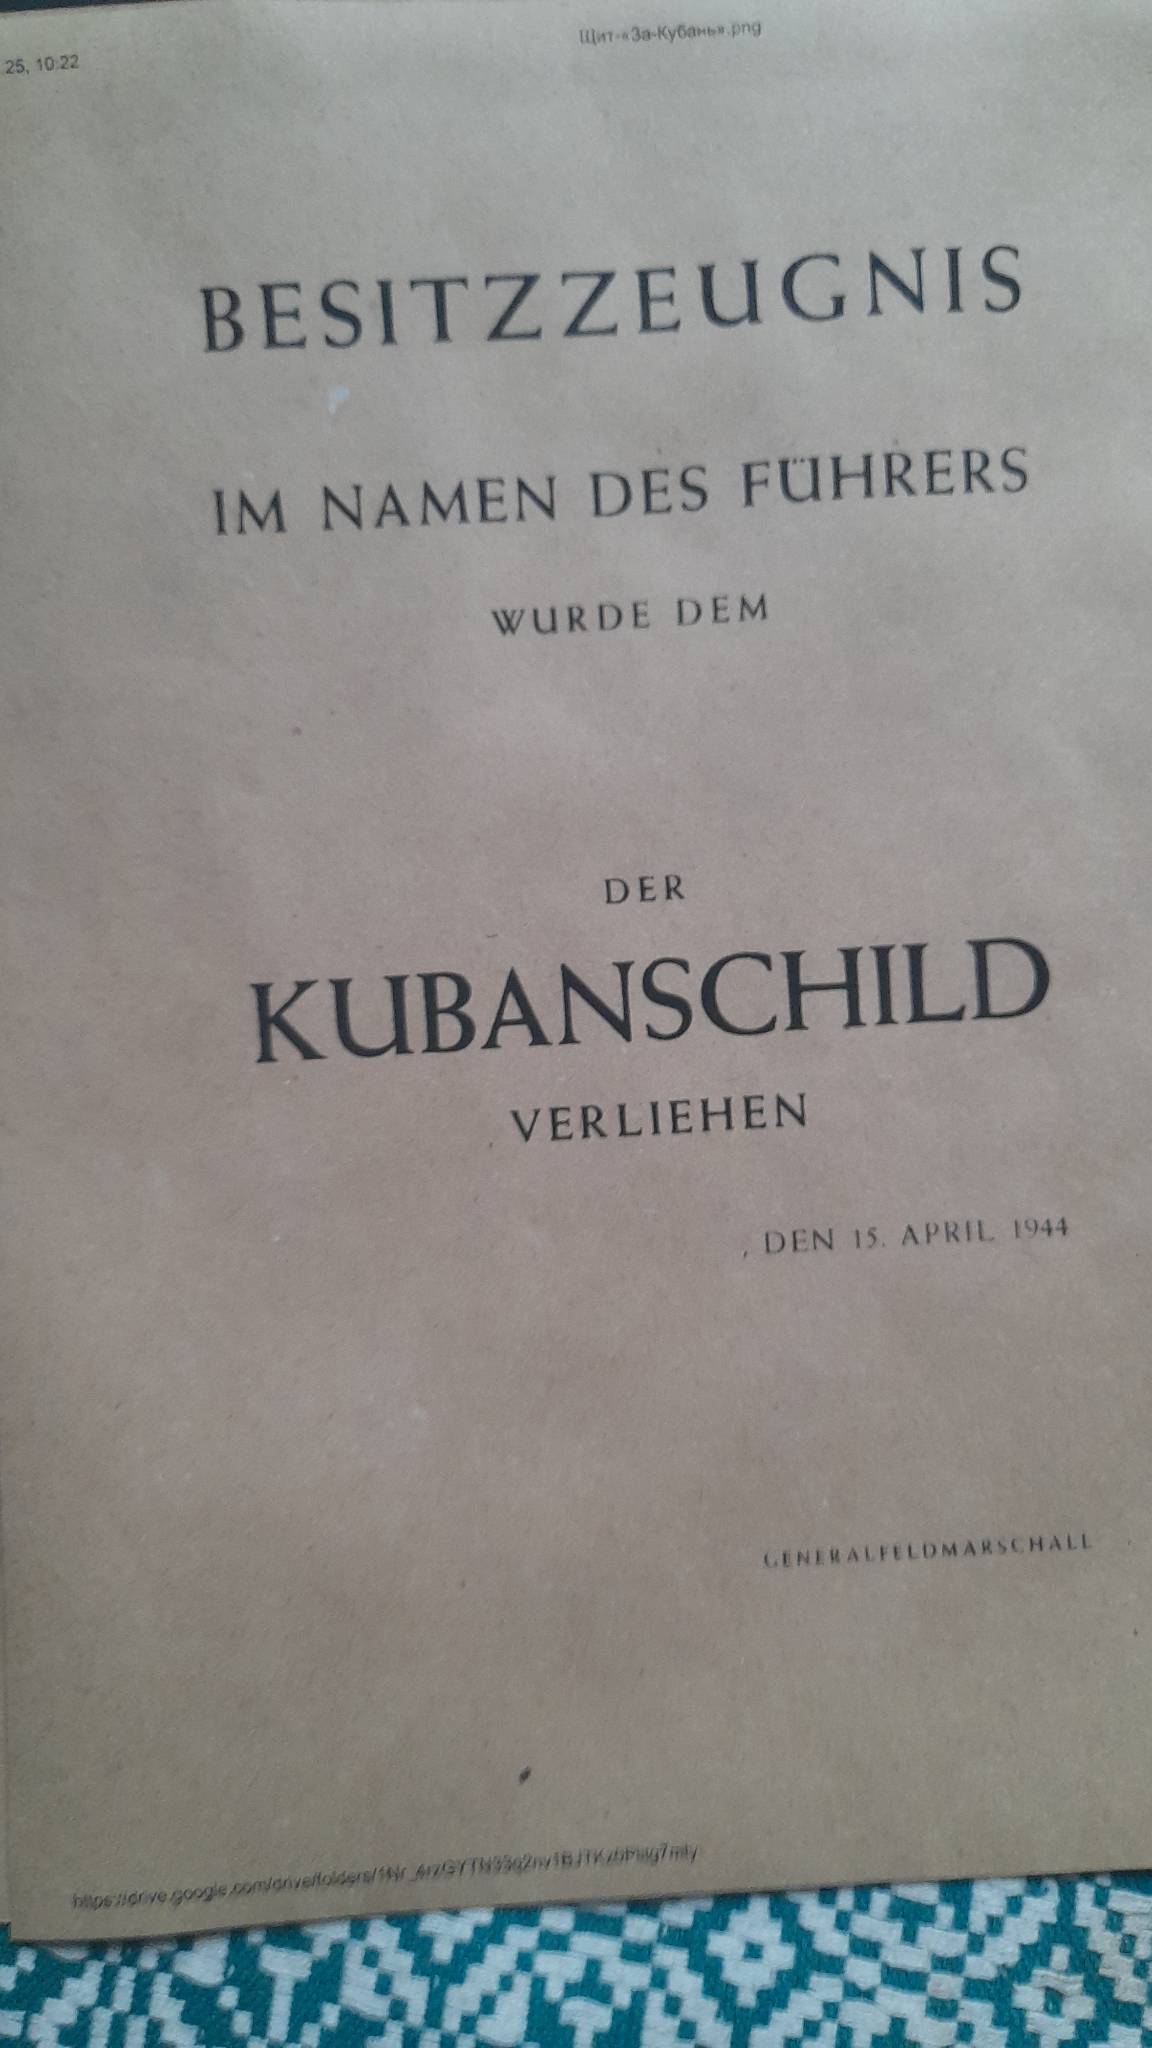 Щит-«За-Кубань».png
25, 10:22
BESITZZEUGNIS
IM NAMEN DES FÜHRERS
WURDE DEM
DER
KUBANSCHILD
VERLIEHEN
, DEN 15. APRIL 1944
GENERALFELDMARSCHALL